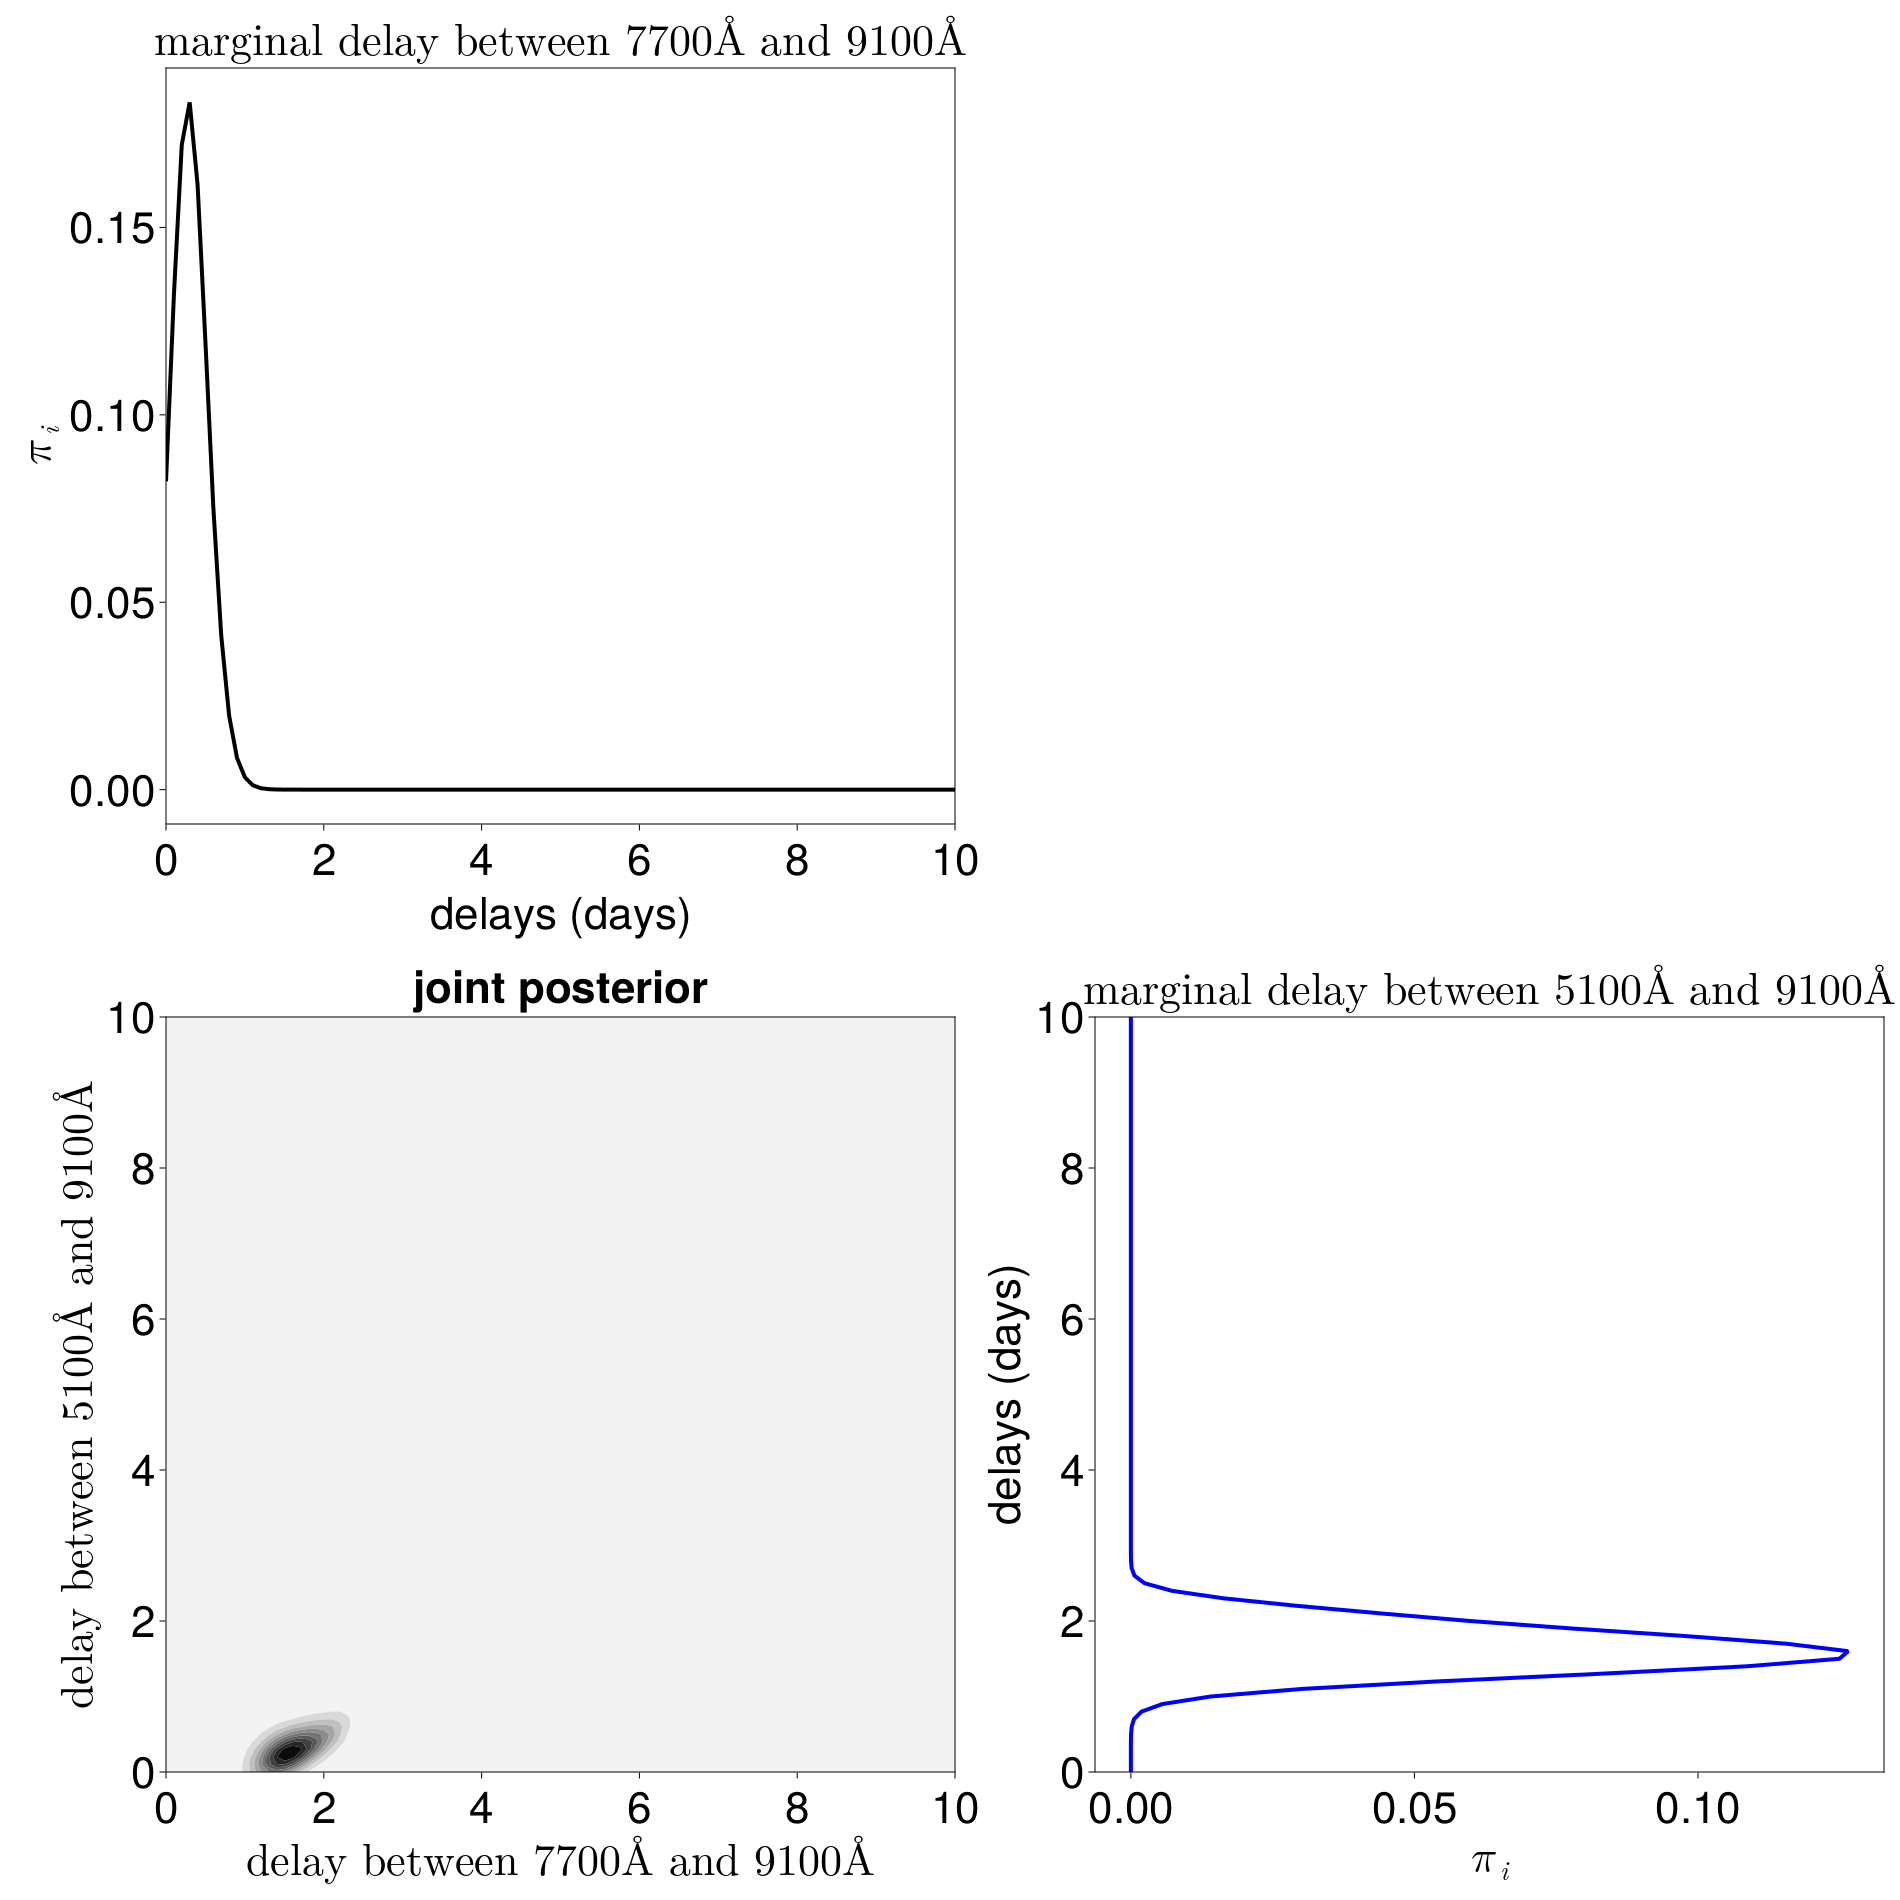 marginal delay between 7700Å and 9100Å
0.15
0.10
0.05
0.00
π i
0 2 4 6 8 10
delays (days)
joint posterior
10
8
6
4
2
0
delay between 5100Å and 9100Å
0 2 4 6 8 10
delay between 7700Å and 9100Å
marginal delay between 5100Å and 9100Å
10
8
6
4
2
0
delays (days)
0.00 0.05 0.10
π i